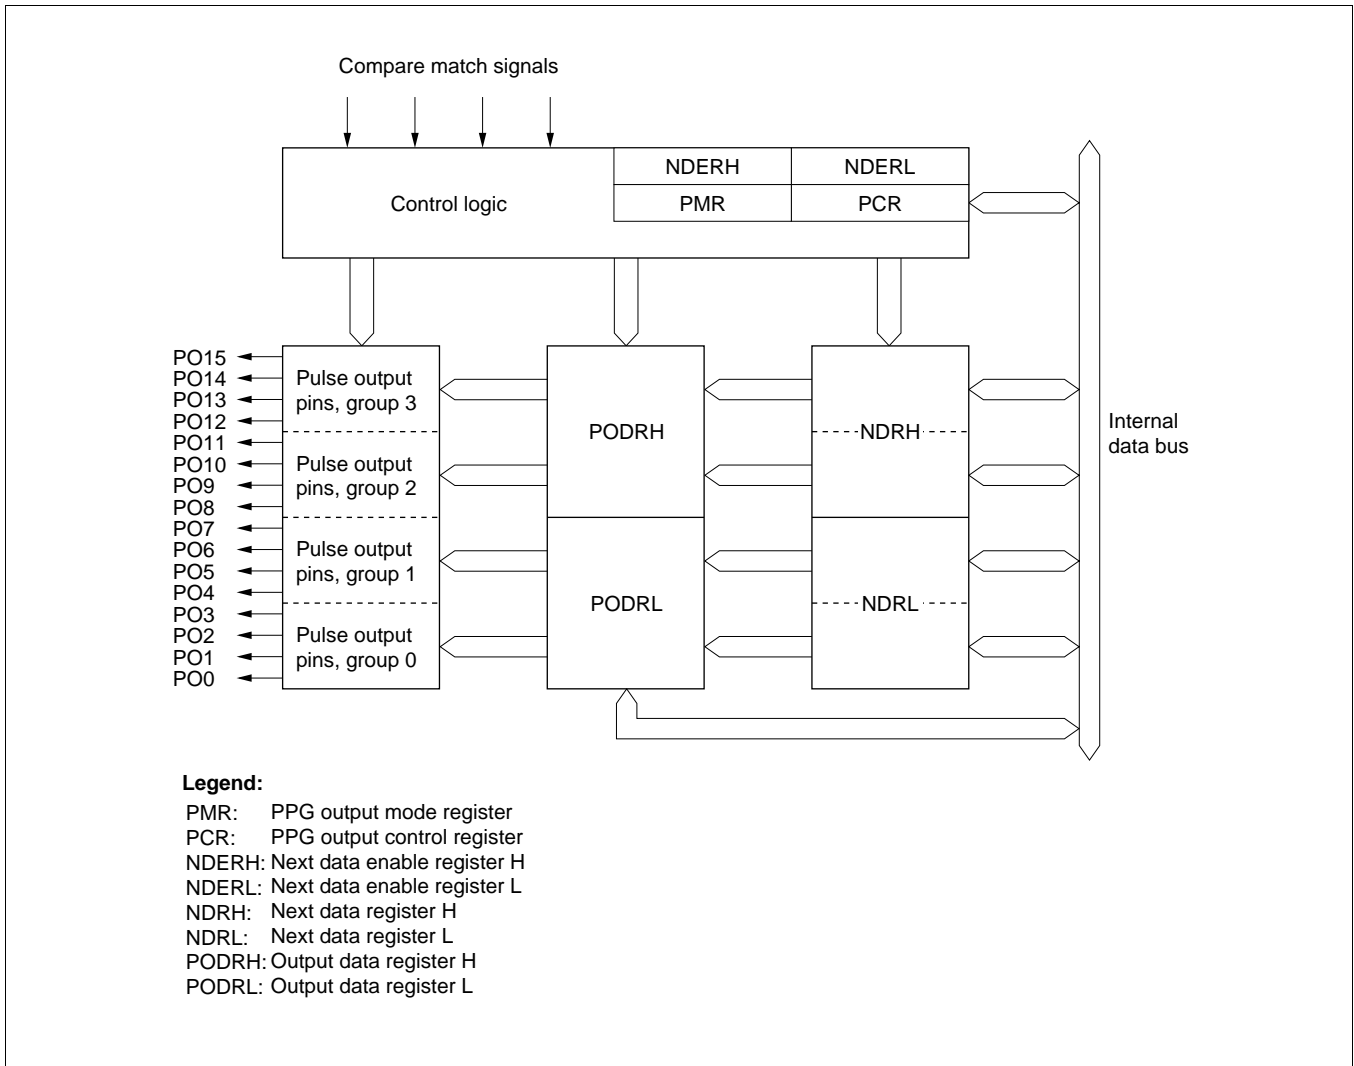 Compare match signals
Control logic
NDERH NDERL
PMR PCR
PO15
PO14
PO13
PO12
PO11
PO10
PO9
PO8
PO7
PO6
PO5
PO4
PO3
PO2
PO1
PO0
Pulse output
pins, group 3
Pulse output
pins, group 2
Pulse output
pins, group 1
Pulse output
pins, group 0
PODRH
PODRL
NDRH
NDRL
Internal
data bus
Legend:
PMR: PPG output mode register
PCR: PPG output control register
NDERH: Next data enable register H
NDERL: Next data enable register L
NDRH: Next data register H
NDRL: Next data register L
PODRH: Output data register H
PODRL: Output data register L